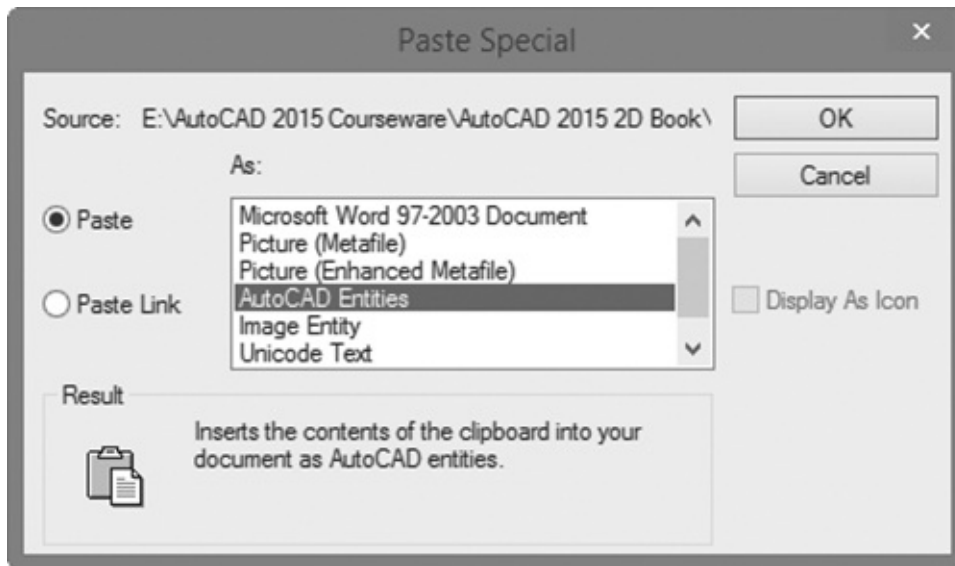 Paste Special
Source: E:\AutoCAD 2015 Courseware\AutoCAD 2015 2D Book\
OK
As:
Cancel
Paste
Microsoft Word 97-2003 Document
Picture (Metafile)
Picture (Enhanced Metafile)
AutoCAD Entities
Paste Link
Display As Icon
Image Entity
Unicode Text
Result
Inserts the contents of the clipboard into your
document as AutoCAD entities.